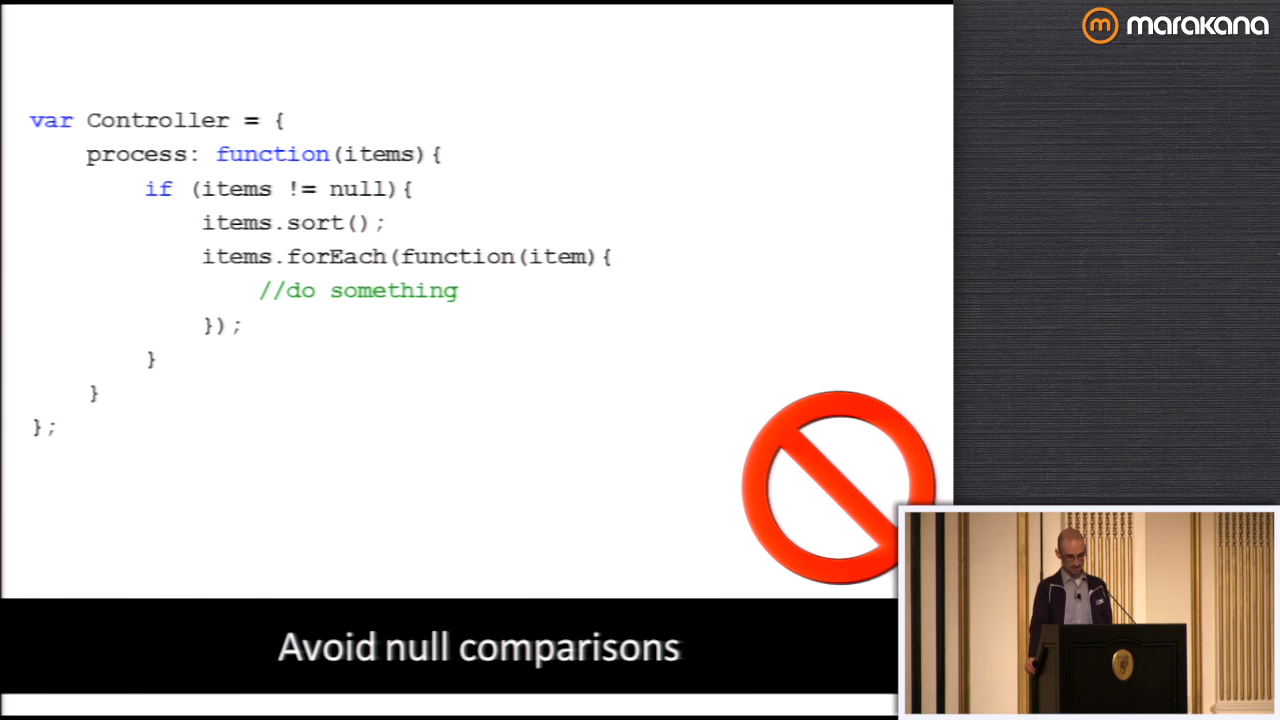 marakana
var Controller = {
    process: function(items){
        if (items != null){
            items.sort();
            items.forEach(function(item){
                //do something
            });
        }
    }
};
Avoid null comparisons